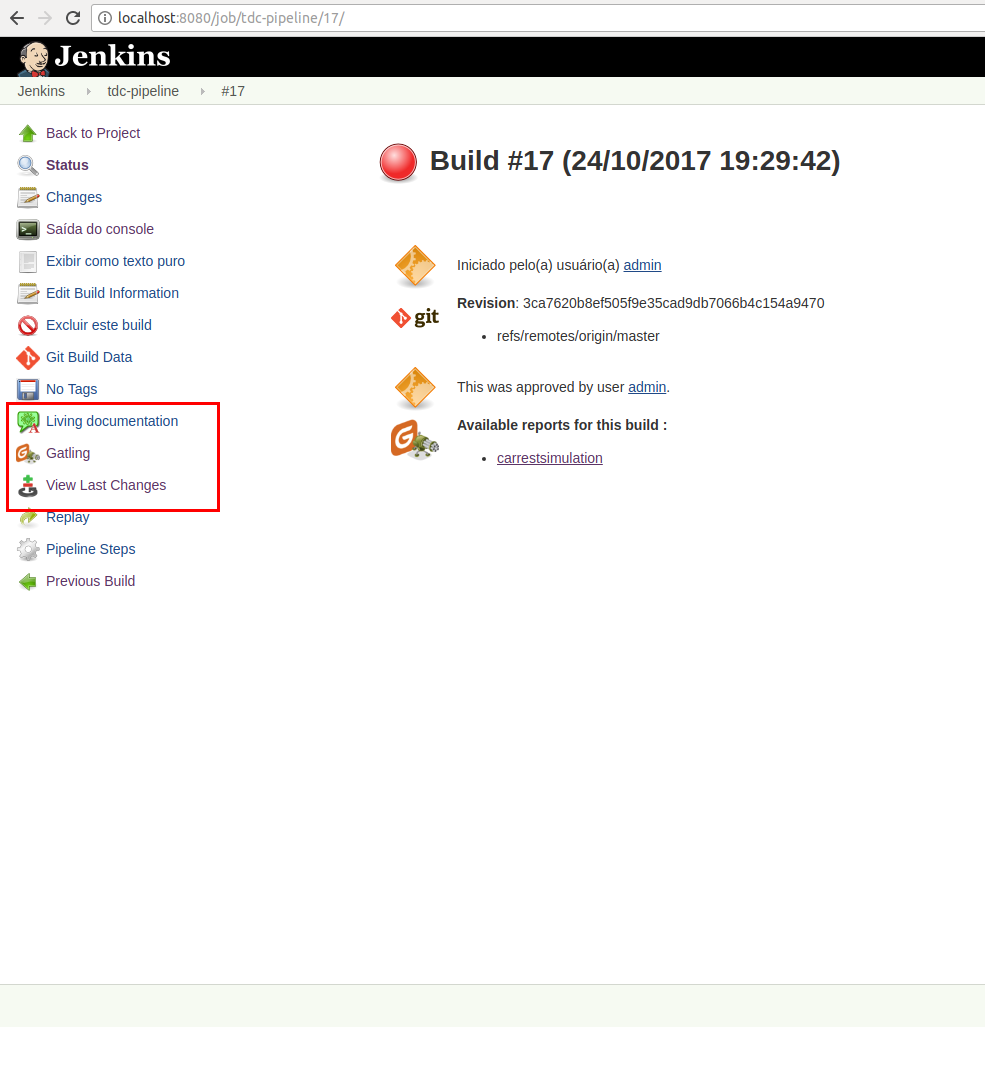 localhost:8080/job/tdc-pipeline/17/
Jenkins
Jenkins tdc-pipeline #17
Back to Project
Status
Changes
Saída do console
Exibir como texto puro
Edit Build Information
Excluir este build
Git Build Data
No Tags
Living documentation
Gatling
View Last Changes
Replay
Pipeline Steps
Previous Build
Build #17 (24/10/2017 19:29:42)
Iniciado pelo(a) usuário(a) admin
git
Revision: 3ca7620b8ef505f9e35cad9db7066b4c154a9470
refs/remotes/origin/master
This was approved by user admin.
Available reports for this build :
carrestsimulation